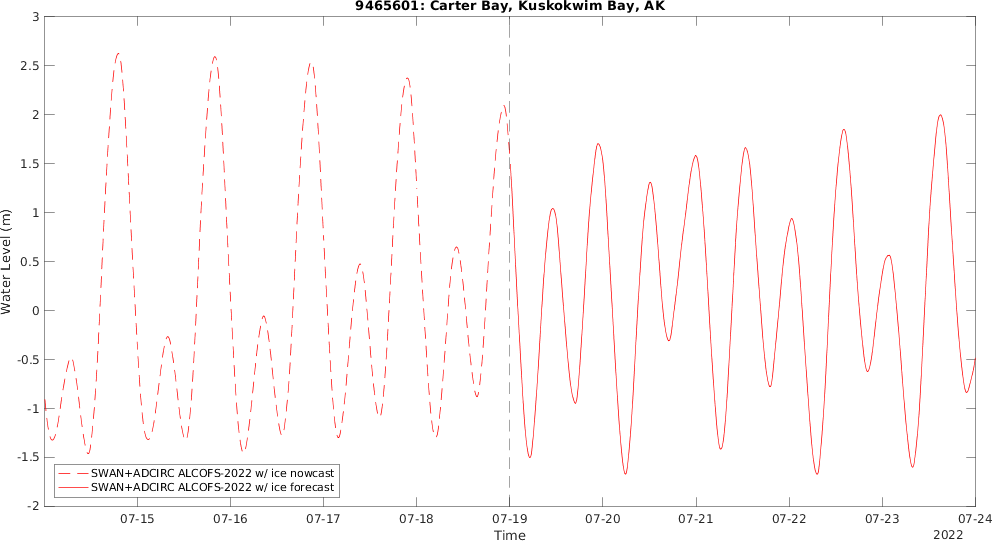 9465601: Carter Bay, Kuskokwim Bay, AK
3
2.5
2
1.5
1
0.5
0
-0.5
-1
-1.5
-2
Water Level (m)
SWAN+ADCIRC ALCOFS-2022 w/ ice nowcast
SWAN+ADCIRC ALCOFS-2022 w/ ice forecast
07-15 07-16 07-17 07-18 07-19 07-20 07-21 07-22 07-23 07-24
Time
2022